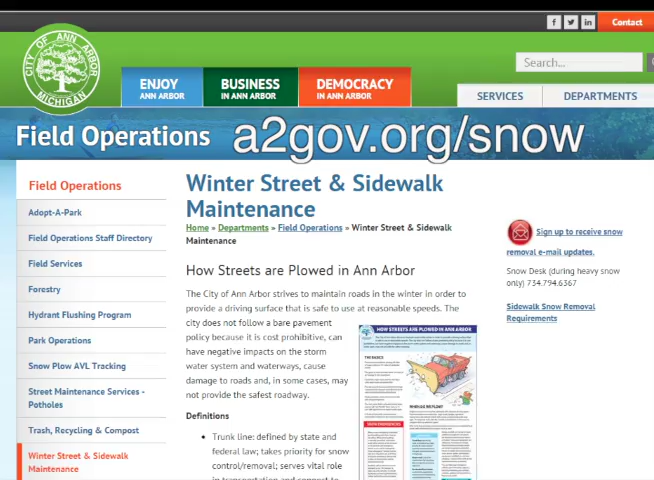 f in Contact
CITY OF ANN ARBOR
MICHIGAN
Search...
ENJOY
ANN ARBOR
BUSINESS
IN ANN ARBOR
DEMOCRACY
IN ANN ARBOR
SERVICES
DEPARTMENTS
Field Operations a2gov.org/snow
Field Operations
Adopt-A-Park
Field Operations Staff Directory
Field Services
Forestry
Hydrant Flushing Program
Park Operations
Snow Plow AVL Tracking
Street Maintenance Services -
Potholes
Trash, Recycling & Compost
Winter Street & Sidewalk
Maintenance
Winter Street & Sidewalk
Maintenance
Home » Departments » Field Operations » Winter Street & Sidewalk
Maintenance
How Streets are Plowed in Ann Arbor
The City of Ann Arbor strives to maintain roads in the winter in order to
provide a driving surface that is safe to use at reasonable speeds. The
city does not follow a bare pavement
policy because it is cost prohibitive, can
have negative impacts on the storm
water system and waterways, cause
damage to roads and, in some cases, may
not provide the safest roadway.
Definitions
• Trunk line: defined by state and
federal law; takes priority for snow
control/removal; serves vital role
in transportation and connect to
HOW STREETS ARE PLOWED IN ANN ARBOR
THE BASICS
Sign up to receive snow
removal e-mail updates.
Snow Desk (during heavy snow
only) 734.794.6367
Sidewalk Snow Removal
Requirements